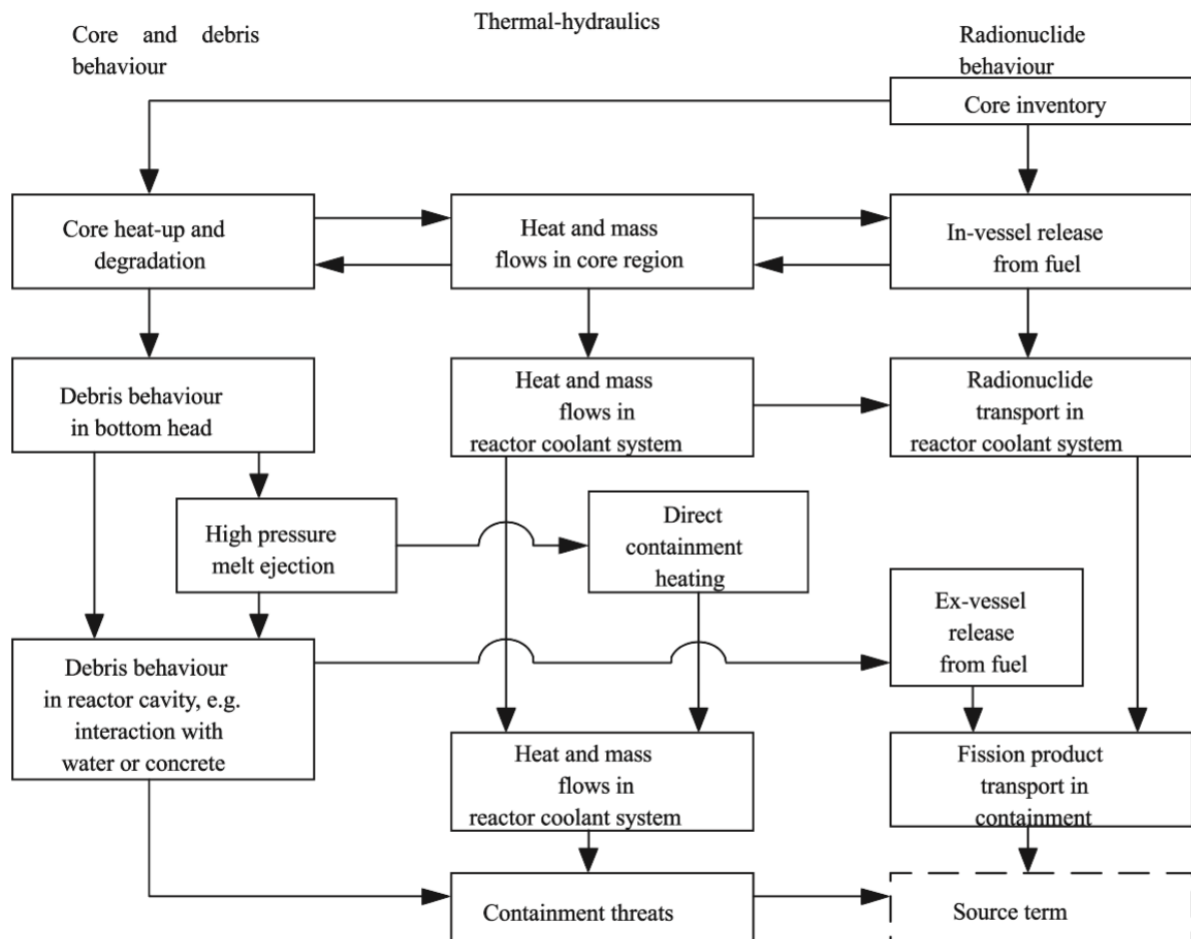 Thermal-hydraulics
Core and debris
behaviour
Radionuclide
behaviour
Core inventory
Core heat-up and
degradation
Heat and mass
flows in core region
In-vessel release
from fuel
Debris behaviour
in bottom head
Heat and mass
flows in
reactor coolant system
Radionuclide
transport in
reactor coolant system
High pressure
melt ejection
Direct
containment
heating
Ex-vessel
release
from fuel
Debris behaviour
in reactor cavity, e.g.
interaction with
water or concrete
Heat and mass
flows in
reactor coolant system
Fission product
transport in
containment
Containment threats
Source term